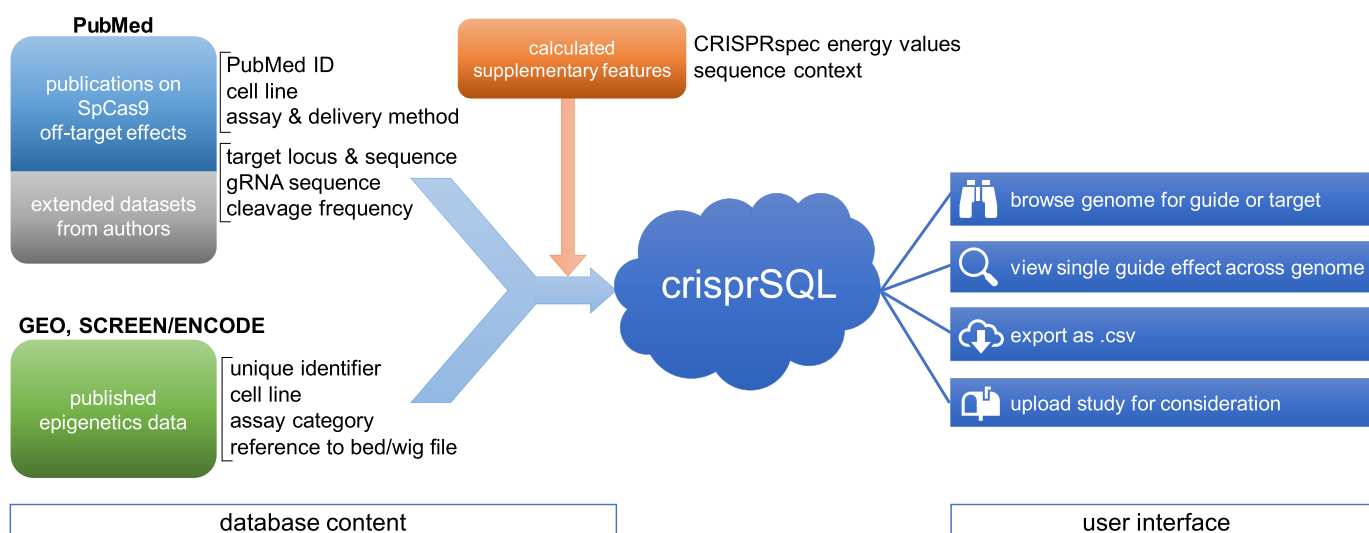 PubMed
publications on
SpCas9
off-target effects
PubMed ID
cell line
assay & delivery method
target locus & sequence
gRNA sequence
cleavage frequency
extended datasets
from authors
calculated
supplementary features
CRISPRspec energy values
sequence context
GEO, SCREEN/ENCODE
published
epigenetics data
unique identifier
cell line
assay category
reference to bed/wig file
crisprSQL
browse genome for guide or target
view single guide effect across genome
export as .csv
upload study for consideration
database content
user interface